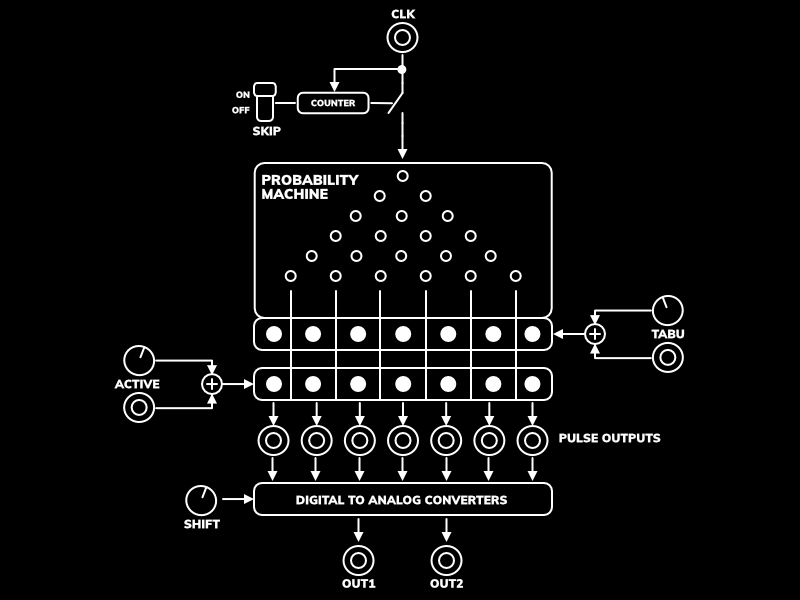 CLK
ON
OFF
SKIP
COUNTER
PROBABILITY
MACHINE
TABU
ACTIVE
PULSE OUTPUTS
DIGITAL TO ANALOG CONVERTERS
SHIFT
OUT1
OUT2